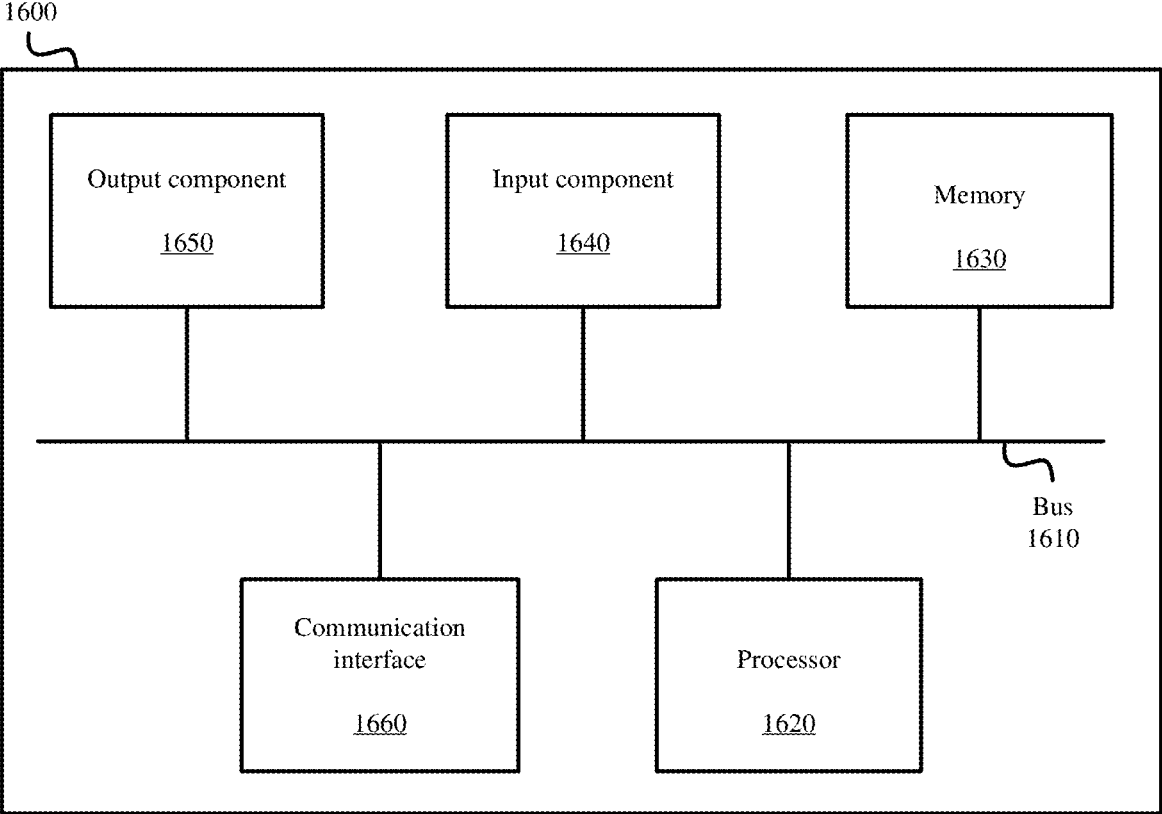 1600
Output component
1650
Input component
1640
Memory
1630
Bus
1610
Communication
interface
1660
Processor
1620